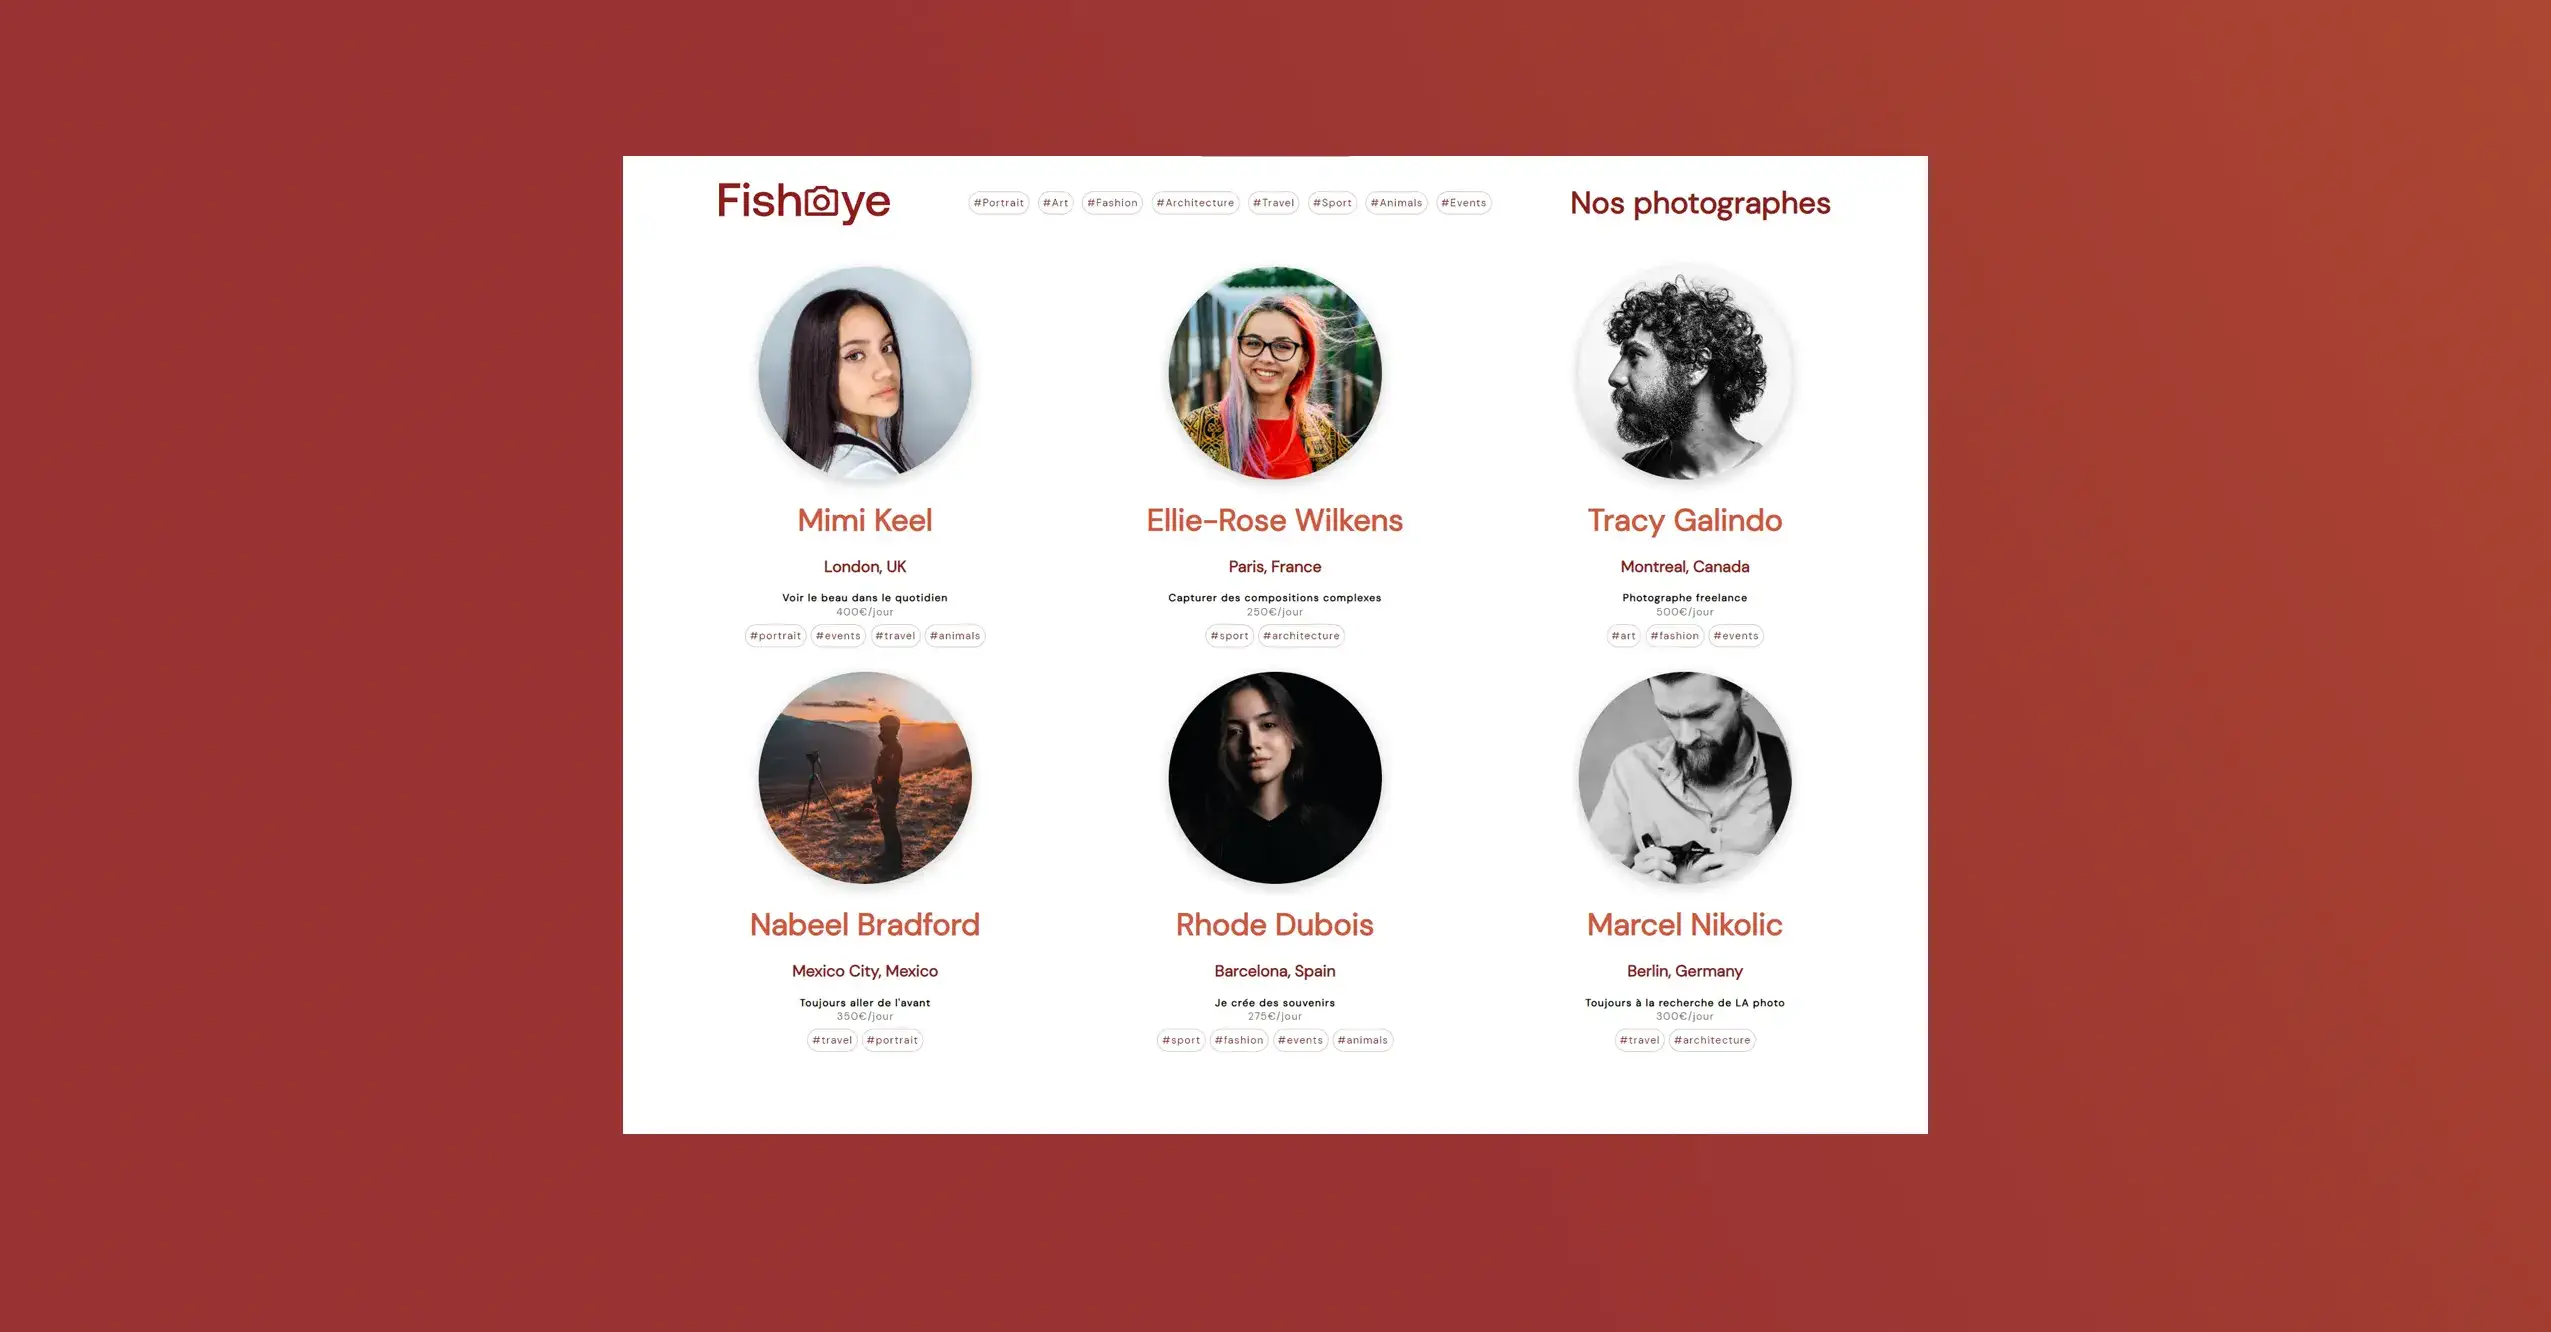 Fisheye
#Portrait #Art #Fashion #Architecture #Travel #Sport #Animals #Events
Nos photographes
Mimi Keel
London, UK
Voir le beau dans le quotidien
400€/jour
#portrait #events #travel #animals
Ellie-Rose Wilkens
Paris, France
Capturer des compositions complexes
250€/jour
#sport #architecture
Tracy Galindo
Montreal, Canada
Photographe freelance
500€/jour
#art #fashion #events
Nabeel Bradford
Mexico City, Mexico
Toujours aller de l'avant
350€/jour
#travel #portrait
Rhode Dubois
Barcelona, Spain
Je crée des souvenirs
275€/jour
#sport #fashion #events #animals
Marcel Nikolic
Berlin, Germany
Toujours à la recherche de LA photo
300€/jour
#travel #architecture